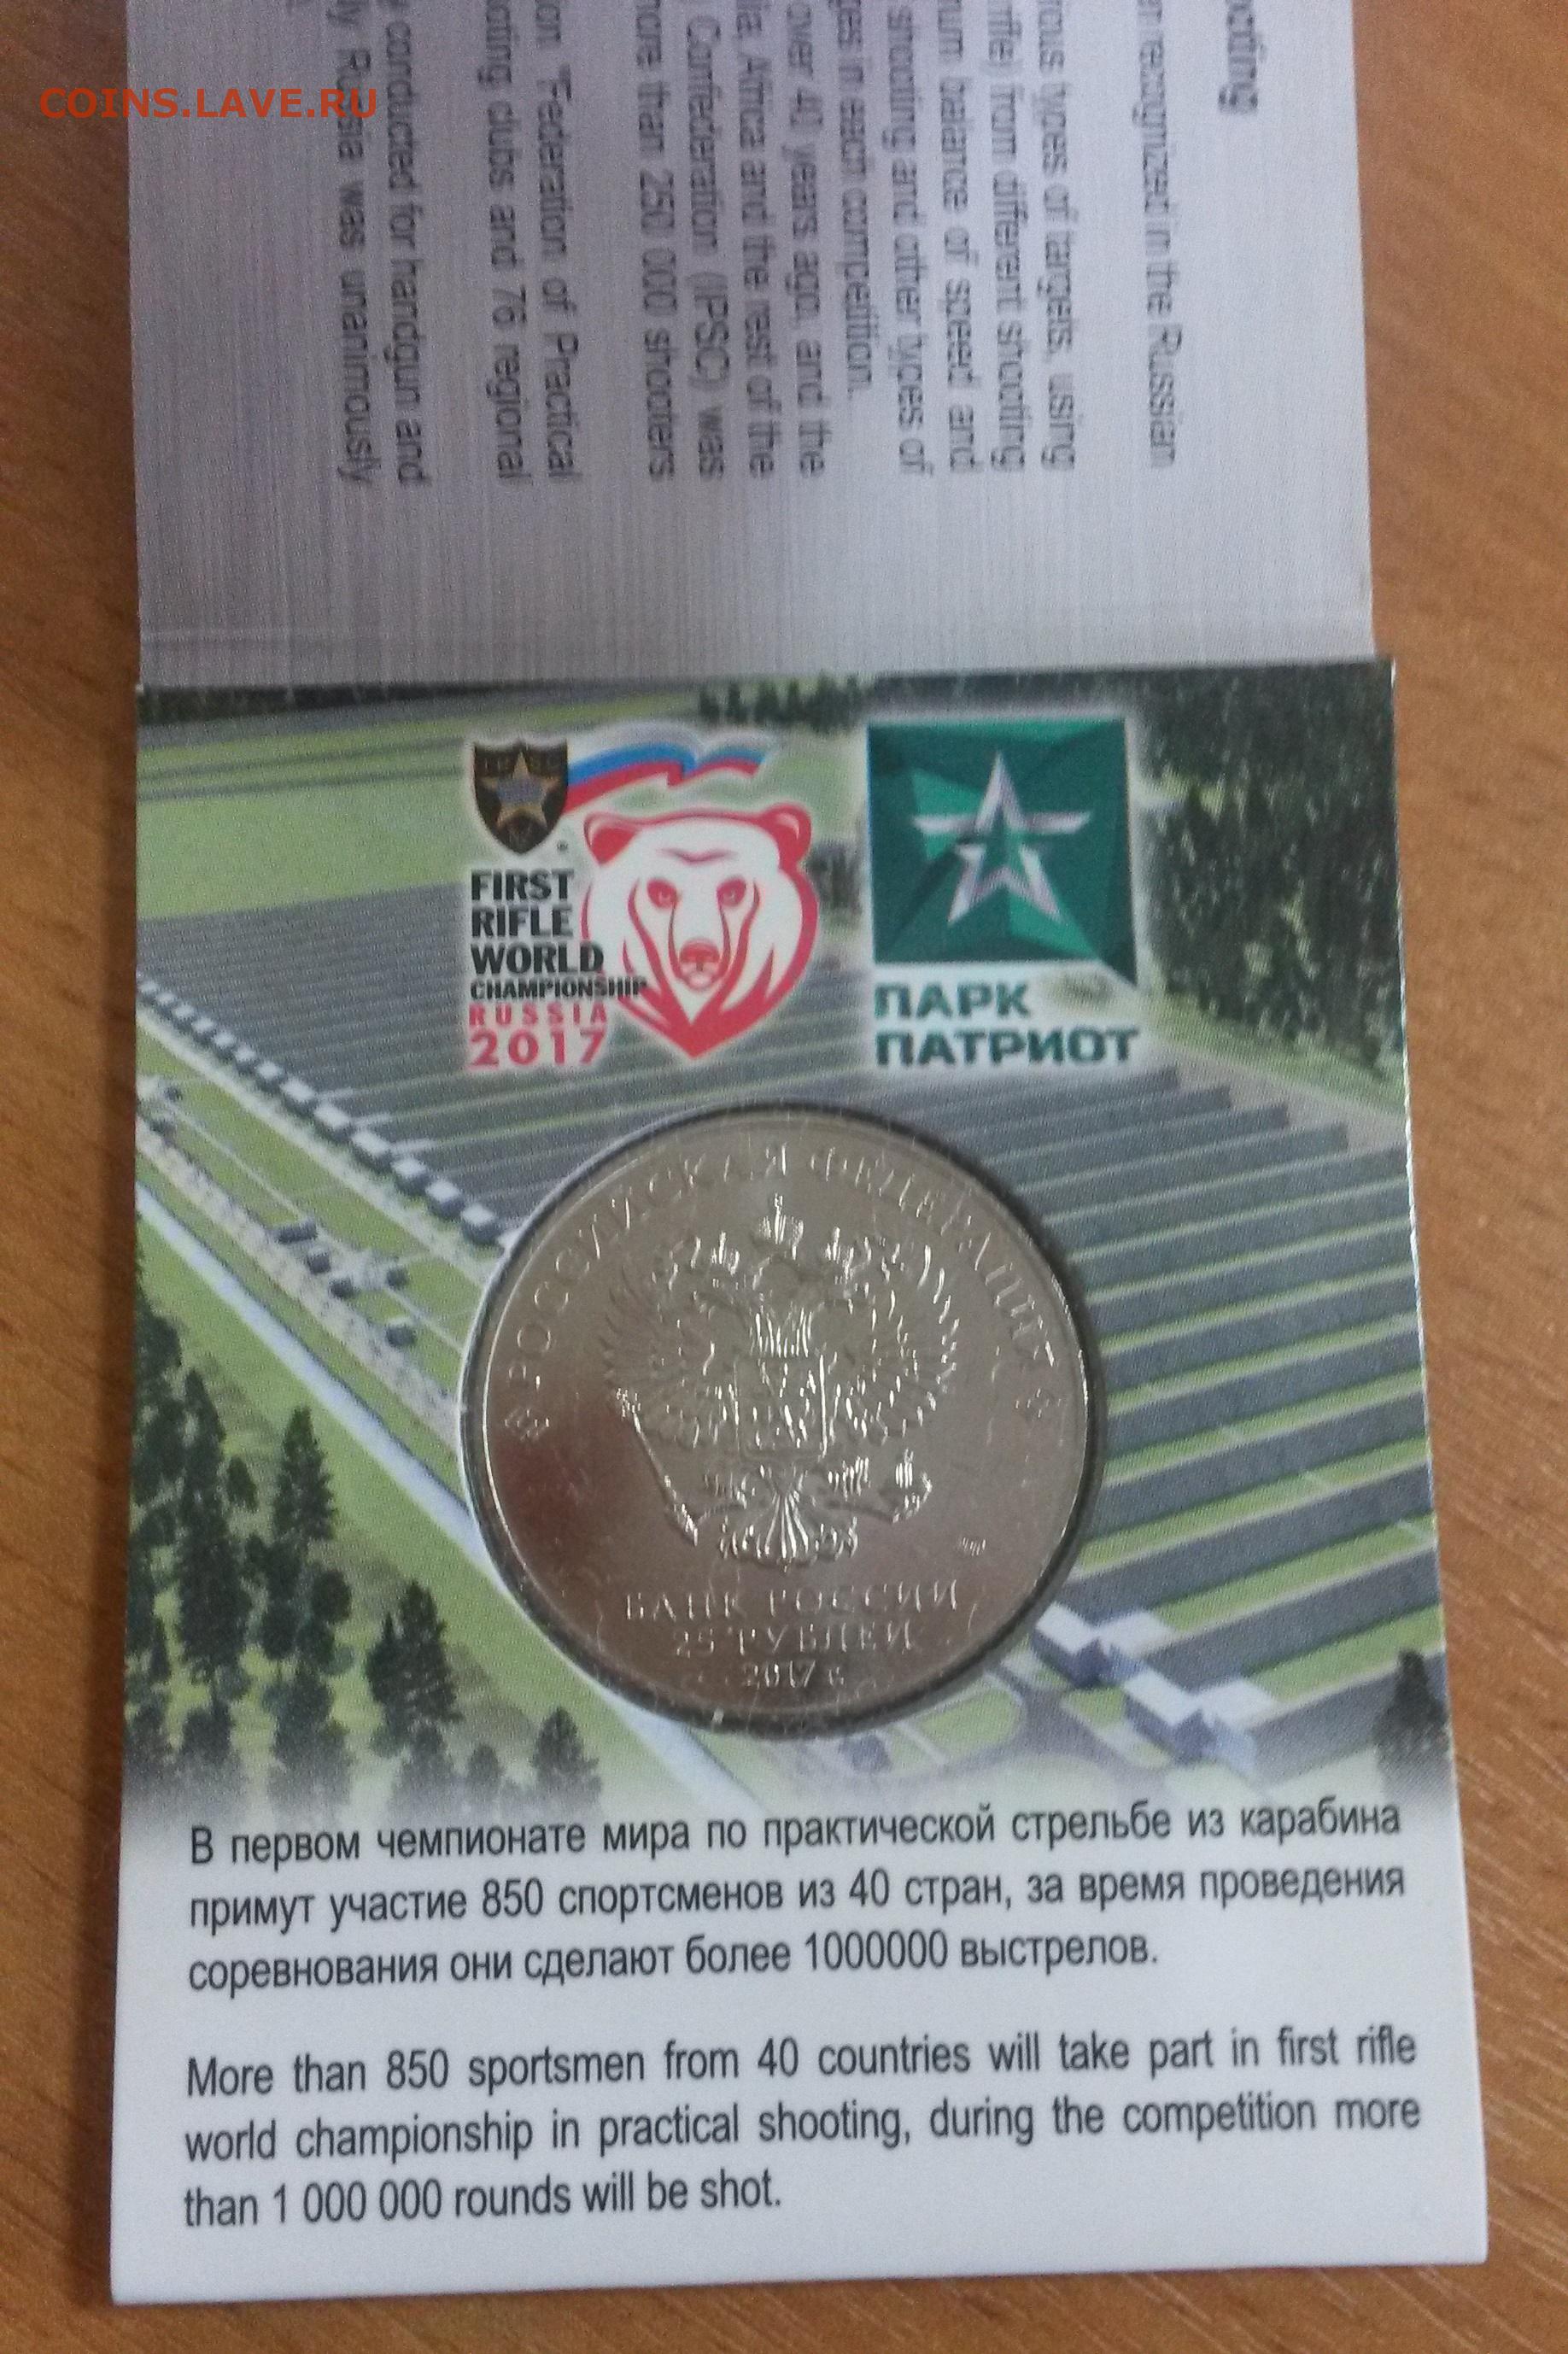 COINS.LAVE.RU
recognized in the Russian
types of targets, using
from different shooting
balance of speed and
shooting and other types of
in each competition.
over 40 years ago, and the
Africa and the rest of the
Confederation (IPSC) was
than 250 000 shooters
"Federation of Practical
clubs and 76 regional
conducted for handgun and
Russia was unanimously
IPSC
FIRST
RIFLE
WORLD
CHAMPIONSHIP
RUSSIA
2017
ПАРК
ПАТРИОТ
РОССИЙСКАЯ ФЕДЕРАЦИЯ
БАНК РОССИИ
25 РУБЛЕЙ
2017 г.
В первом чемпионате мира по практической стрельбе из карабина
примут участие 850 спортсменов из 40 стран, за время проведения
соревнования они сделают более 1000000 выстрелов.
More than 850 sportsmen from 40 countries will take part in first rifle
world championship in practical shooting, during the competition more
than 1 000 000 rounds will be shot.